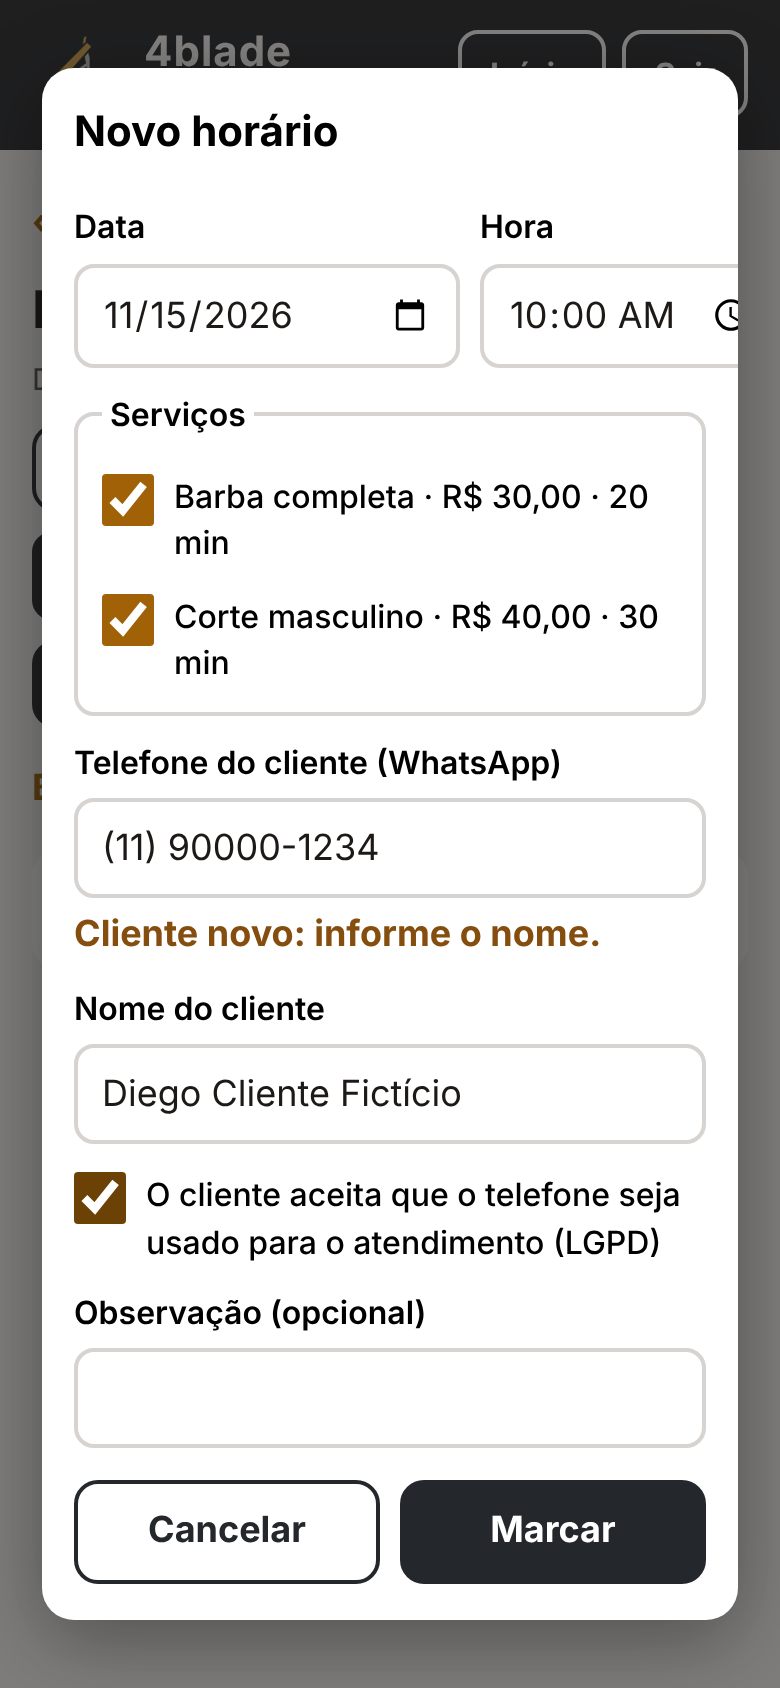 4blade
Novo horário
Data
Hora
11/15/2026
10:00 AM
Serviços
Barba completa · R$ 30,00 · 20
min
Corte masculino · R$ 40,00 · 30
min
Telefone do cliente (WhatsApp)
(11) 90000-1234
Cliente novo: informe o nome.
Nome do cliente
Diego Cliente Fictício
O cliente aceita que o telefone seja
usado para o atendimento (LGPD)
Observação (opcional)
Cancelar
Marcar